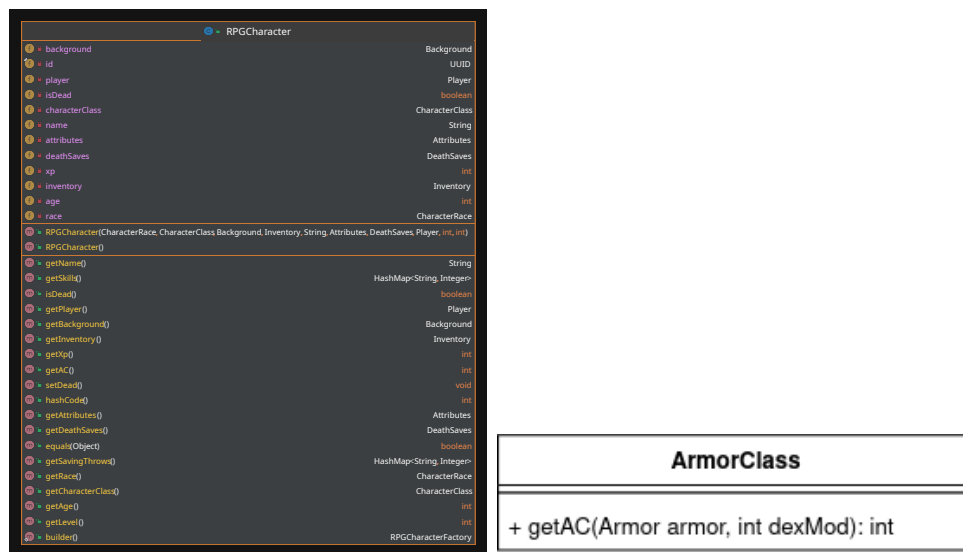 RPGCharacter
background Background
id UUID
player Player
isDead boolean
characterClass CharacterClass
name String
attributes Attributes
deathSaves DeathSaves
xp int
inventory Inventory
age int
race CharacterRace
RPGCharacter(CharacterRace, CharacterClass, Background, Inventory, String, Attributes, DeathSaves, Player, int, int)
RPGCharacter()
getName() String
getSkills() HashMap<String, Integer>
isDead() boolean
getPlayer() Player
getBackground() Background
getInventory() Inventory
getXp() int
getAC() int
setDead() void
hashCode() int
getAttributes() Attributes
getDeathSaves() DeathSaves
equals(Object) boolean
getSavingThrows() HashMap<String, Integer>
getRace() CharacterRace
getCharacterClass() CharacterClass
getAge() int
getLevel() int
builder() RPGCharacterFactory
ArmorClass
+ getAC(Armor armor, int dexMod): int